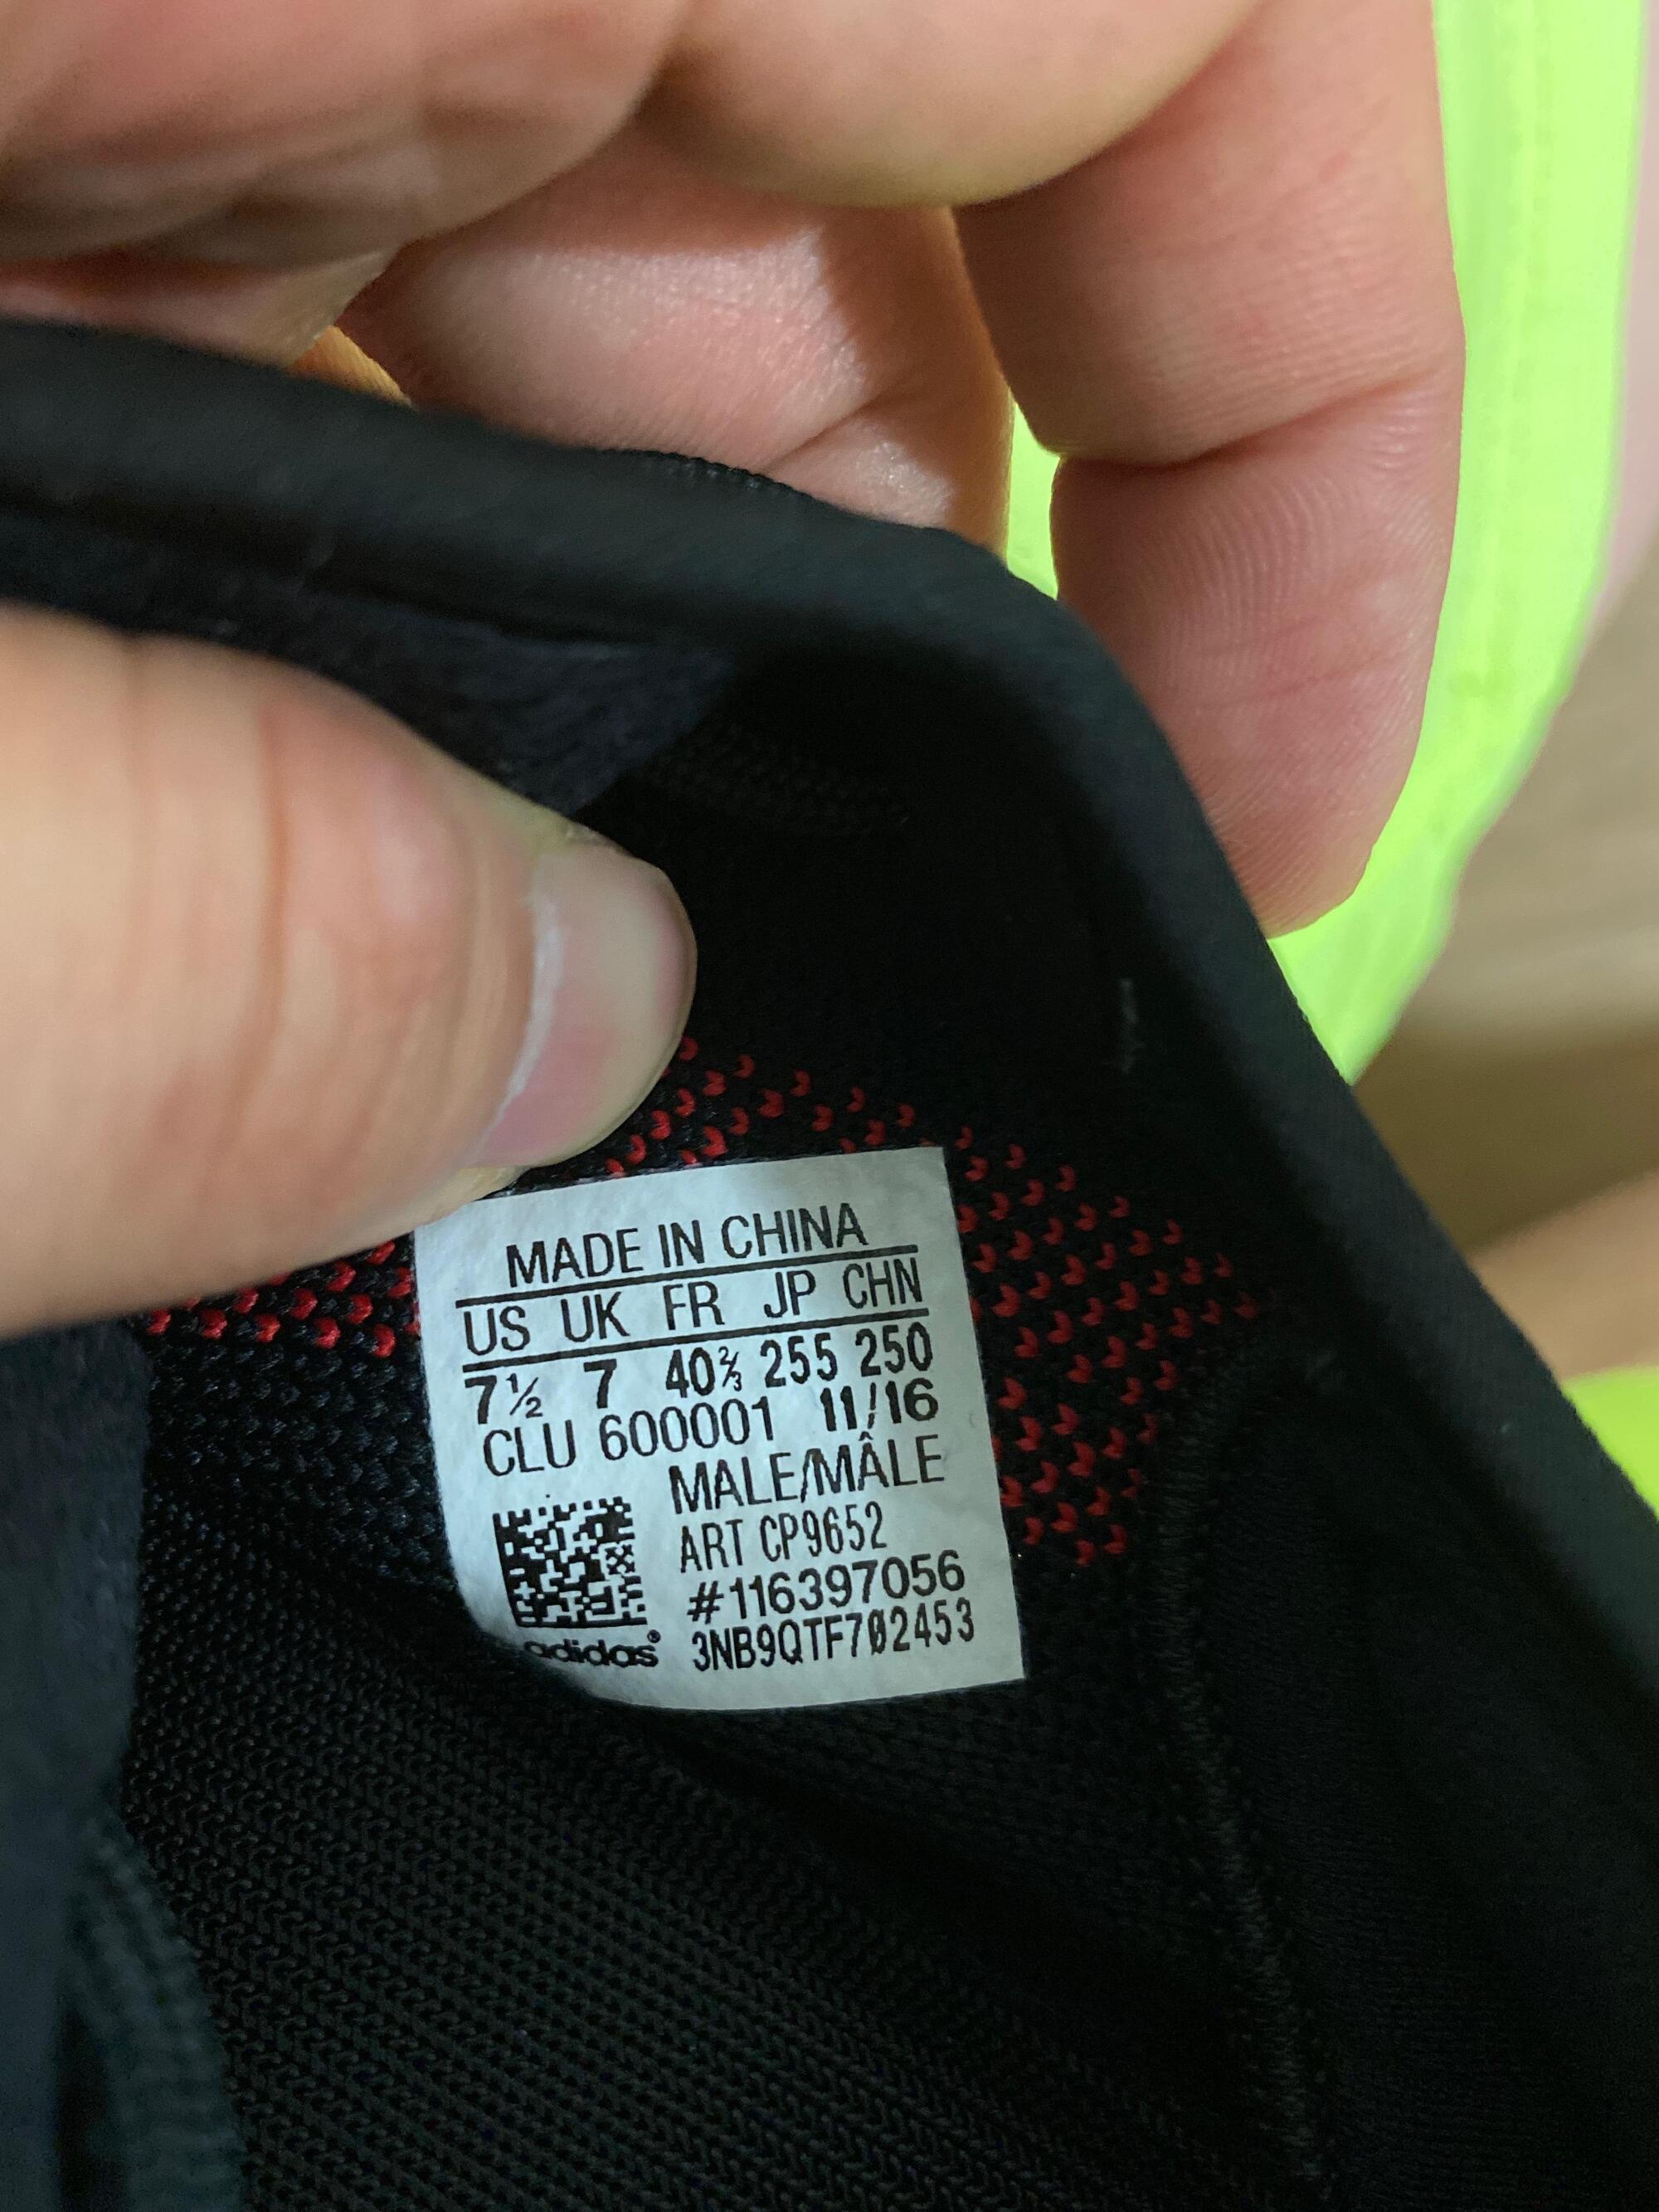 MADE IN CHINA
US UK FR JP CHN
7½ 7 40⅔ 255 250
CLU 600001 11/16
MALE/MÂLE
ART CP9652
#116397056
adidas® 3NB9QTF702453